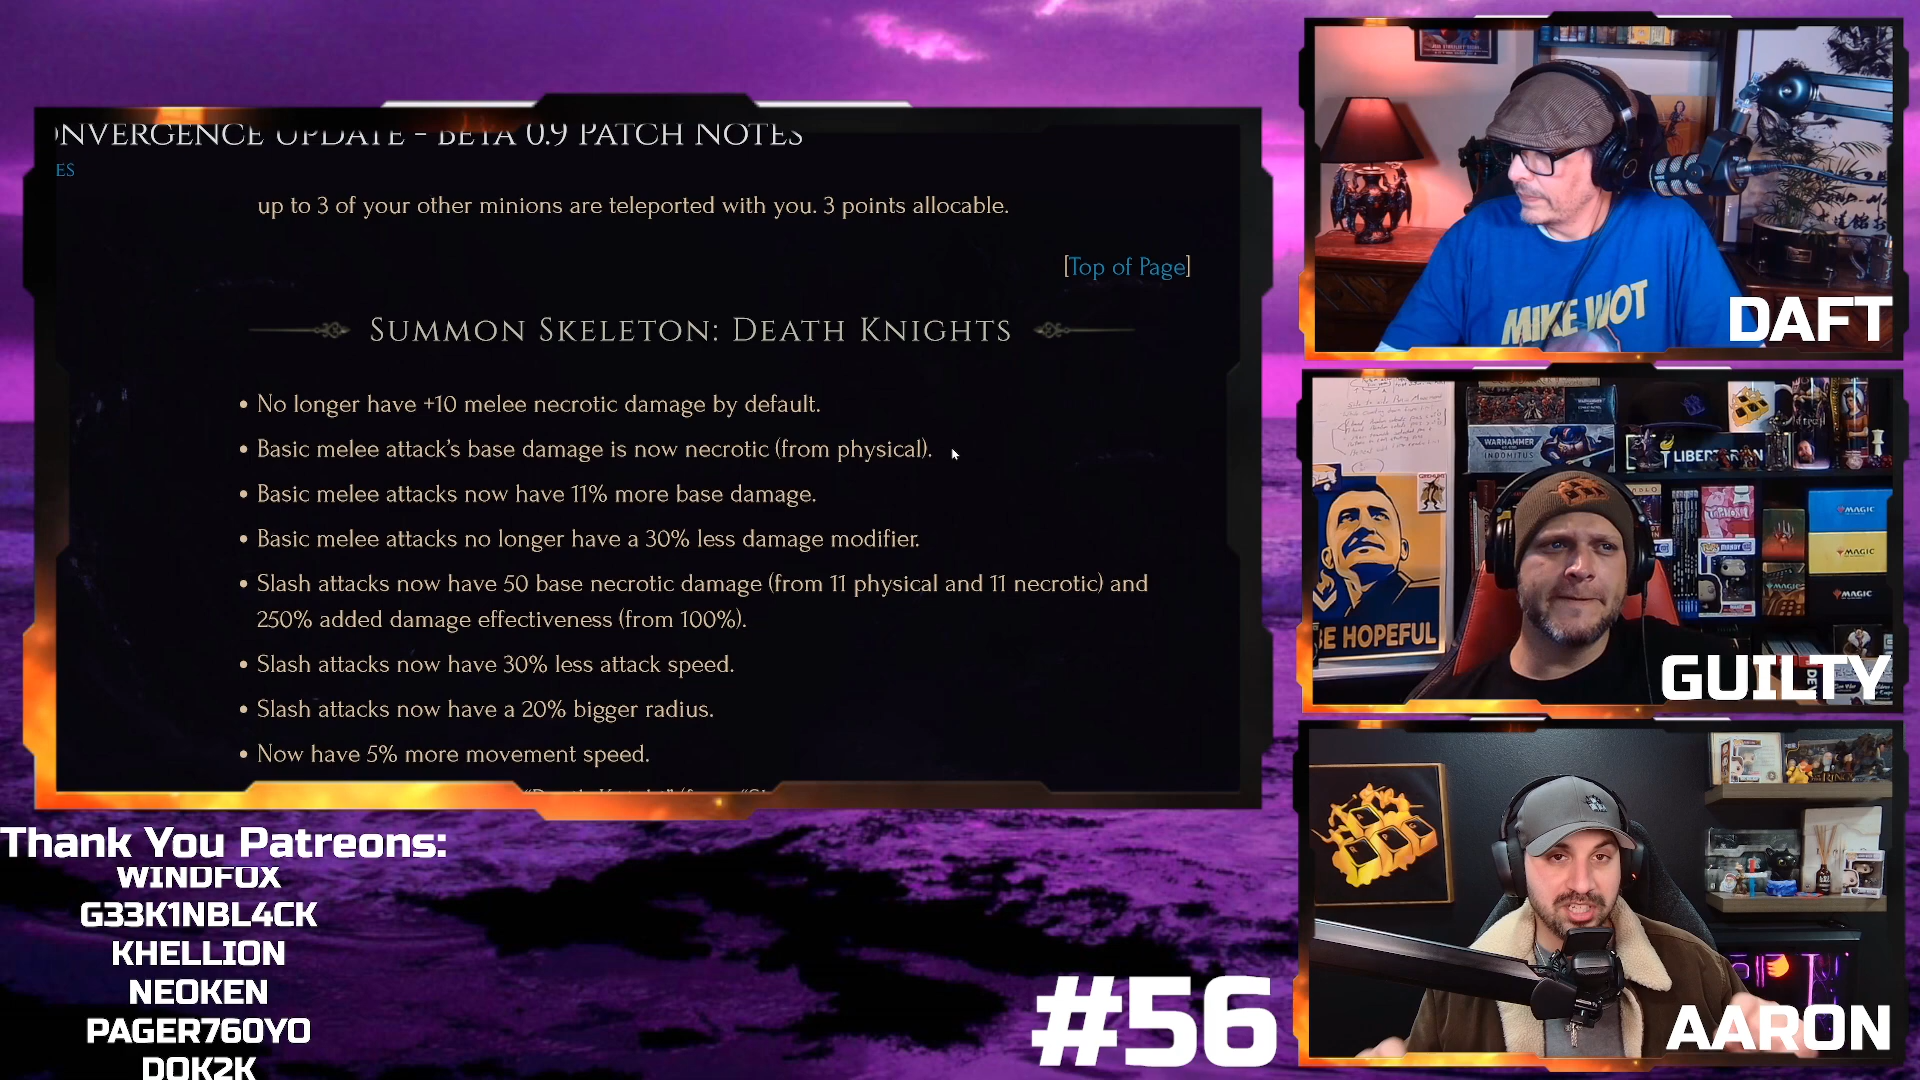 ONVERGENCE UPDATE - BETA 0.9 PATCH NOTES
ES
up to 3 of your other minions are teleported with you. 3 points allocable.
[Top of Page]
SUMMON SKELETON: DEATH KNIGHTS
• No longer have +10 melee necrotic damage by default.
• Basic melee attack's base damage is now necrotic (from physical).
• Basic melee attacks now have 11% more base damage.
• Basic melee attacks no longer have a 30% less damage modifier.
• Slash attacks now have 50 base necrotic damage (from 11 physical and 11 necrotic) and
250% added damage effectiveness (from 100%).
• Slash attacks now have 30% less attack speed.
• Slash attacks now have a 20% bigger radius.
• Now have 5% more movement speed.
Thank You Patreons:
WINDFOX
G33K1NBL4CK
KHELLION
NEOKEN
PAGER760YO
DOK2K
#56
MIKE WOT
DAFT
WARHAMMER
INDOMITUS
LIBERTARIAN
MAGIC
MAGIC
MAGIC
BE HOPEFUL
GUILTY
AARON